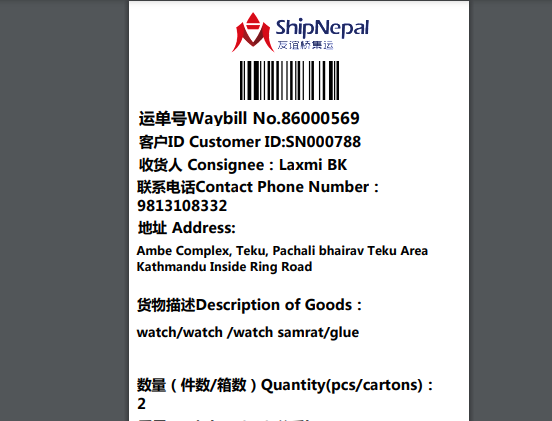 ShipNepal
友谊桥集运
运单号Waybill No.86000569
客户ID Customer ID:SN000788
收货人 Consignee：Laxmi BK
联系电话Contact Phone Number：
9813108332
地址 Address:
Ambe Complex, Teku, Pachali bhairav Teku Area
Kathmandu Inside Ring Road
货物描述Description of Goods：
watch/watch /watch samrat/glue
数量（件数/箱数）Quantity(pcs/cartons)：
2